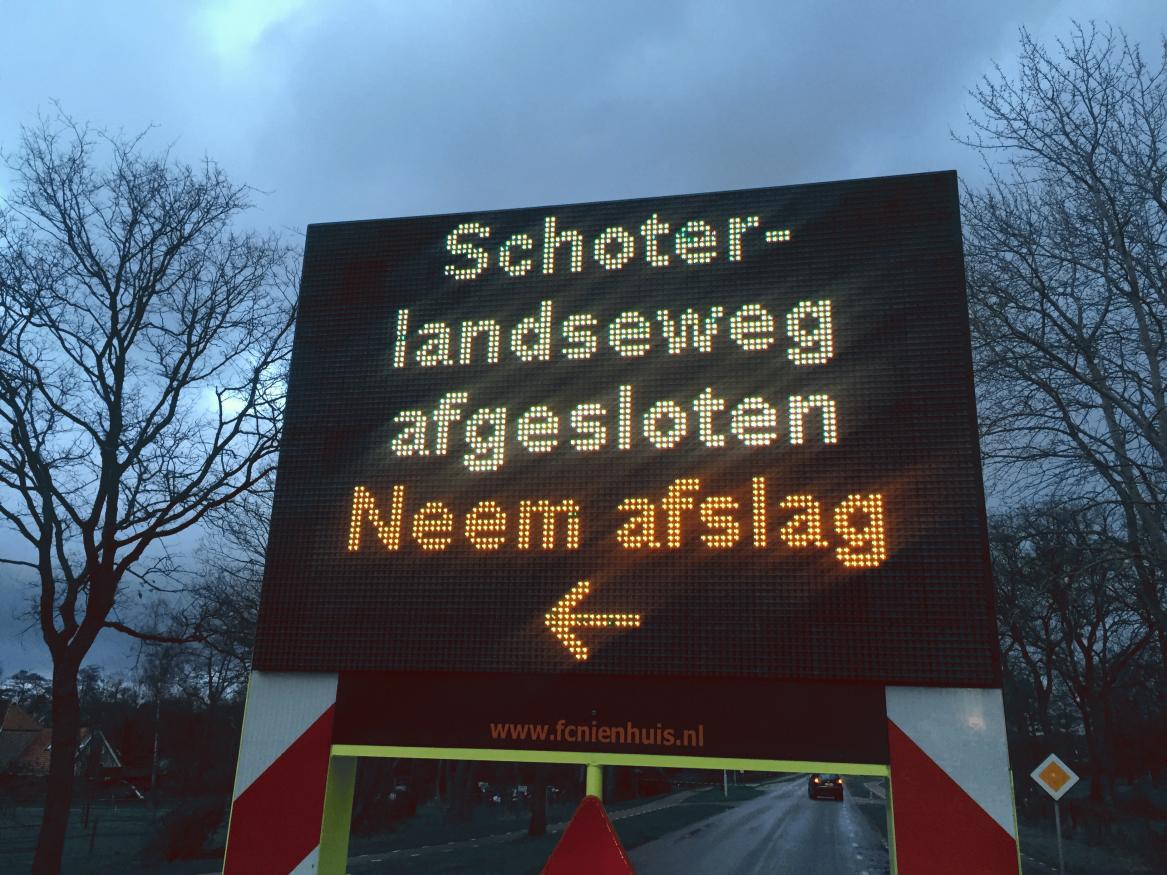 Schoter-
landseweg
afgesloten
Neem afslag
←
www.fcnienhuis.nl